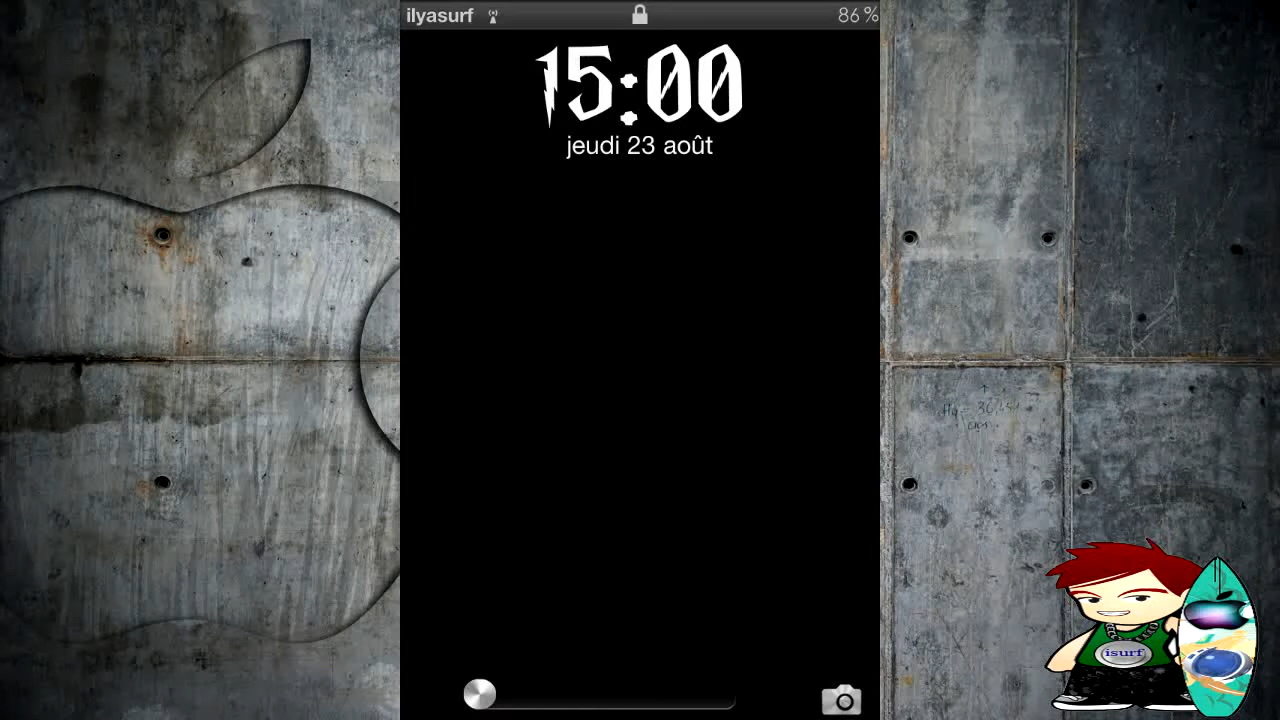 ilyasurf
86 %
15:00
jeudi 23 août
isurf